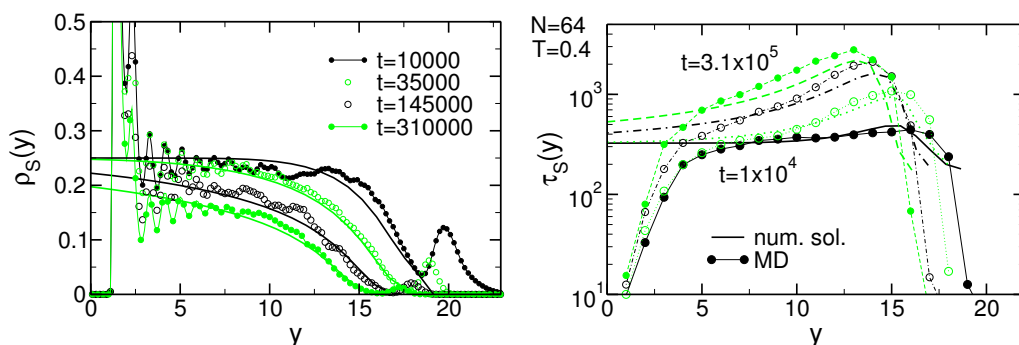 0.5
0.4
0.3
0.2
0.1
0
ρS(y)
t=10000
t=35000
t=145000
t=310000
0 5 10 15 20
y
N=64
T=0.4
10³
10²
10¹
τS(y)
t=3.1x10⁵
t=1x10⁴
num. sol.
MD
0 5 10 15 20
y